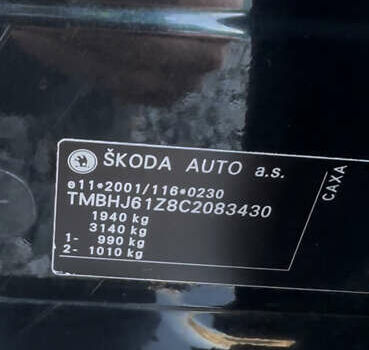 ŠKODA AUTO a.s.
e11*2001/116*0230
TMBHJ61Z8C2083430
1940 kg
3140 kg
1- 990 kg
2- 1010 kg
CAXA